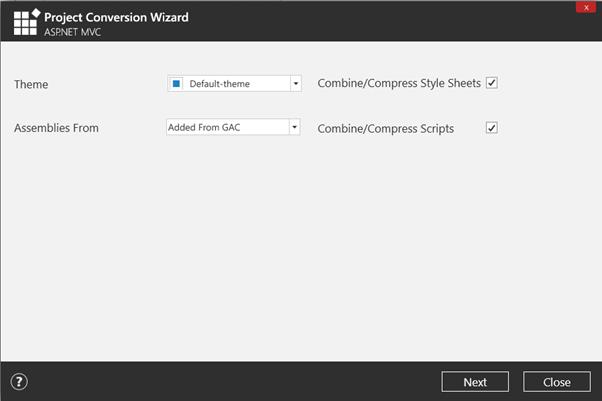 Project Conversion Wizard
ASP.NET MVC
x
Theme
Default-theme
Combine/Compress Style Sheets
Assemblies From
Added From GAC
Combine/Compress Scripts
?
Next
Close